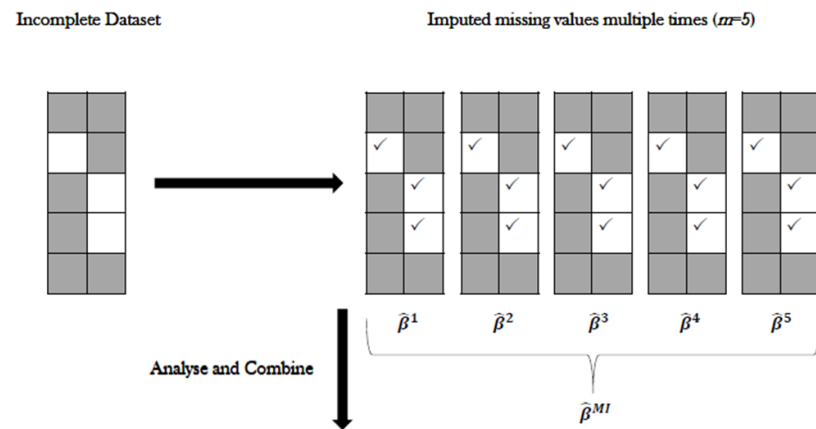 Incomplete Dataset
Imputed missing values multiple times (m=5)
✓ ✓ ✓ ✓ ✓
✓ ✓ ✓ ✓ ✓
✓ ✓ ✓ ✓ ✓
β̂¹ β̂² β̂³ β̂⁴ β̂⁵
Analyse and Combine
β̂ᴹᴵ